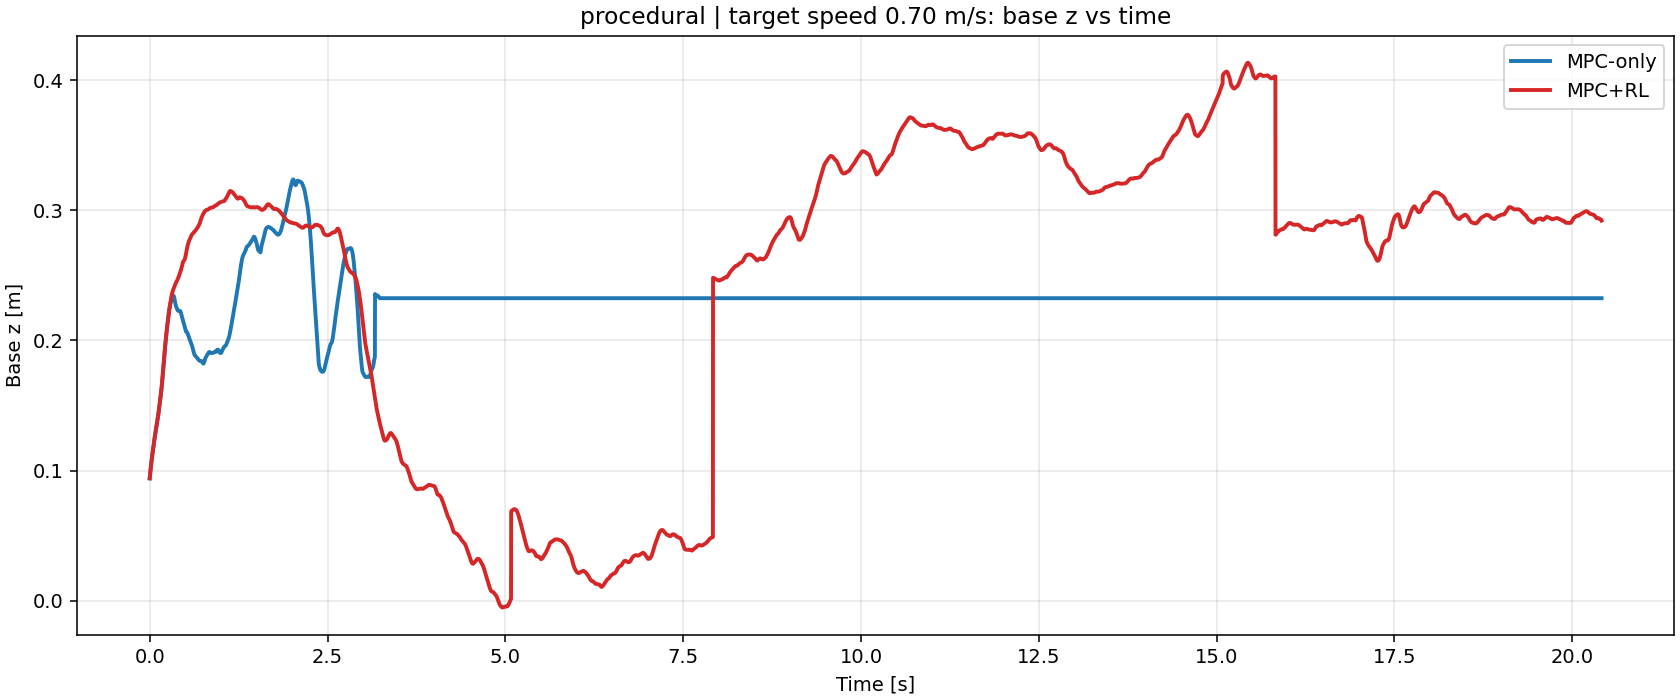 procedural | target speed 0.70 m/s: base z vs time
MPC-only
MPC+RL
Base z [m]
0.4
0.3
0.2
0.1
0.0
0.0 2.5 5.0 7.5 10.0 12.5 15.0 17.5 20.0
Time [s]